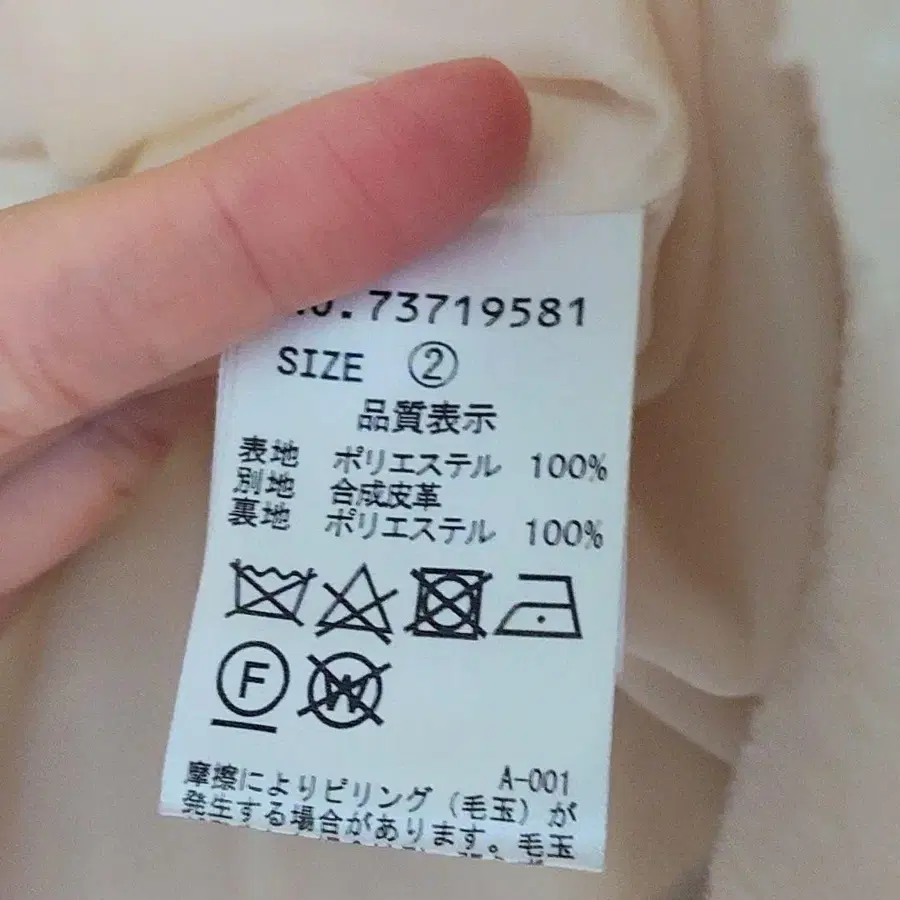 No.73719581
SIZE ②
品質表示
表地 ポリエステル 100%
別地 合成皮革
裏地 ポリエステル 100%
F
W
A-001
摩擦によりピリング(毛玉)が
発生する場合があります。毛玉